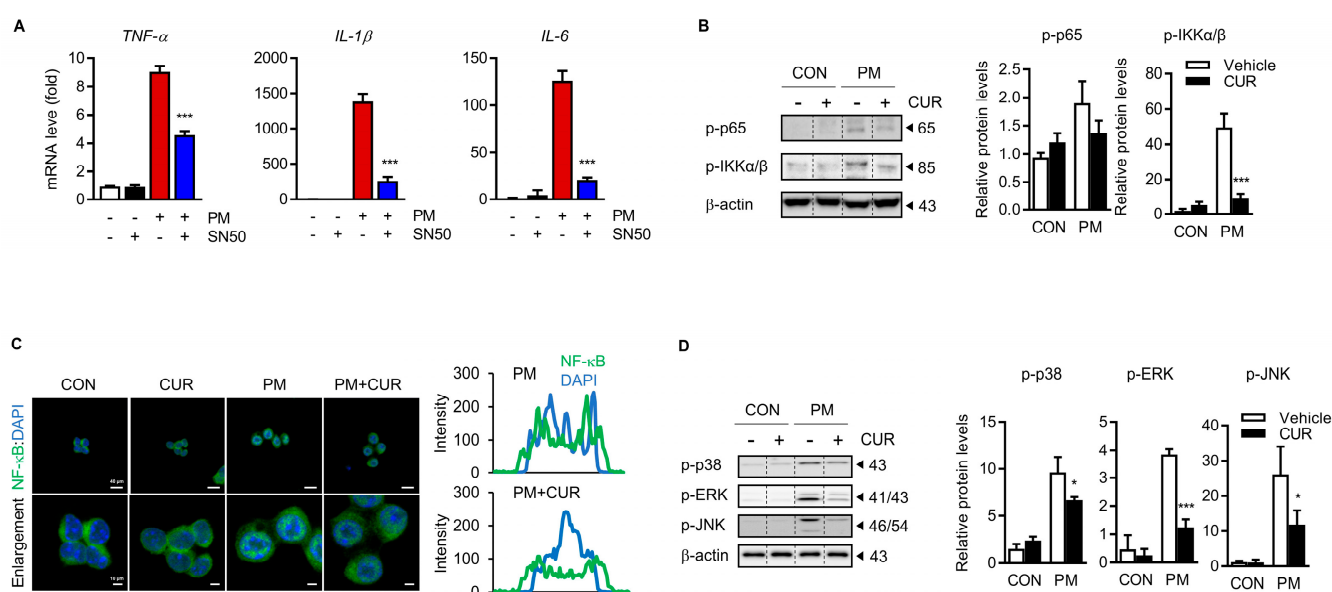 A
TNF-α
IL-1β
IL-6
mRNA level (fold)
10
8
6
4
2
0
***
2000
1500
1000
500
0
***
150
100
50
0
***
- - + + PM
- + - + SN50
- - + + PM
- + - + SN50
- - + + PM
- + - + SN50
B
CON PM
- + - + CUR
p-p65 ◄ 65
p-IKKα/β ◄ 85
β-actin ◄ 43
p-p65
Relative protein levels
2.5
2.0
1.5
1.0
0.5
0.0
CON PM
p-IKKα/β
Vehicle
CUR
Relative protein levels
80
60
40
20
0
***
CON PM
C
CON CUR PM PM+CUR
NF-κB:DAPI
40 μm
Enlargement
10 μm
PM
NF-κB
DAPI
Intensity
300
200
100
0
PM+CUR
Intensity
300
200
100
0
D
CON PM
- + - + CUR
p-p38 ◄ 43
p-ERK ◄ 41/43
p-JNK ◄ 46/54
β-actin ◄ 43
p-p38
Relative protein levels
15
10
5
0
*
CON PM
p-ERK
5
4
3
2
1
0
***
CON PM
p-JNK
Vehicle
CUR
40
30
20
10
0
*
CON PM